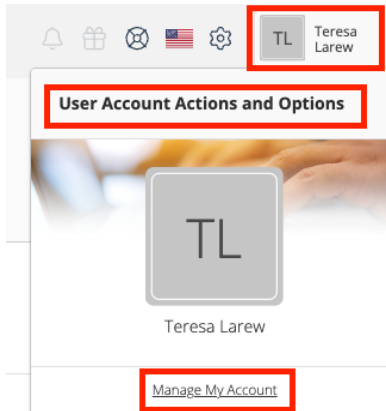 TL
Teresa
Larew
User Account Actions and Options
TL
Teresa Larew
Manage My Account